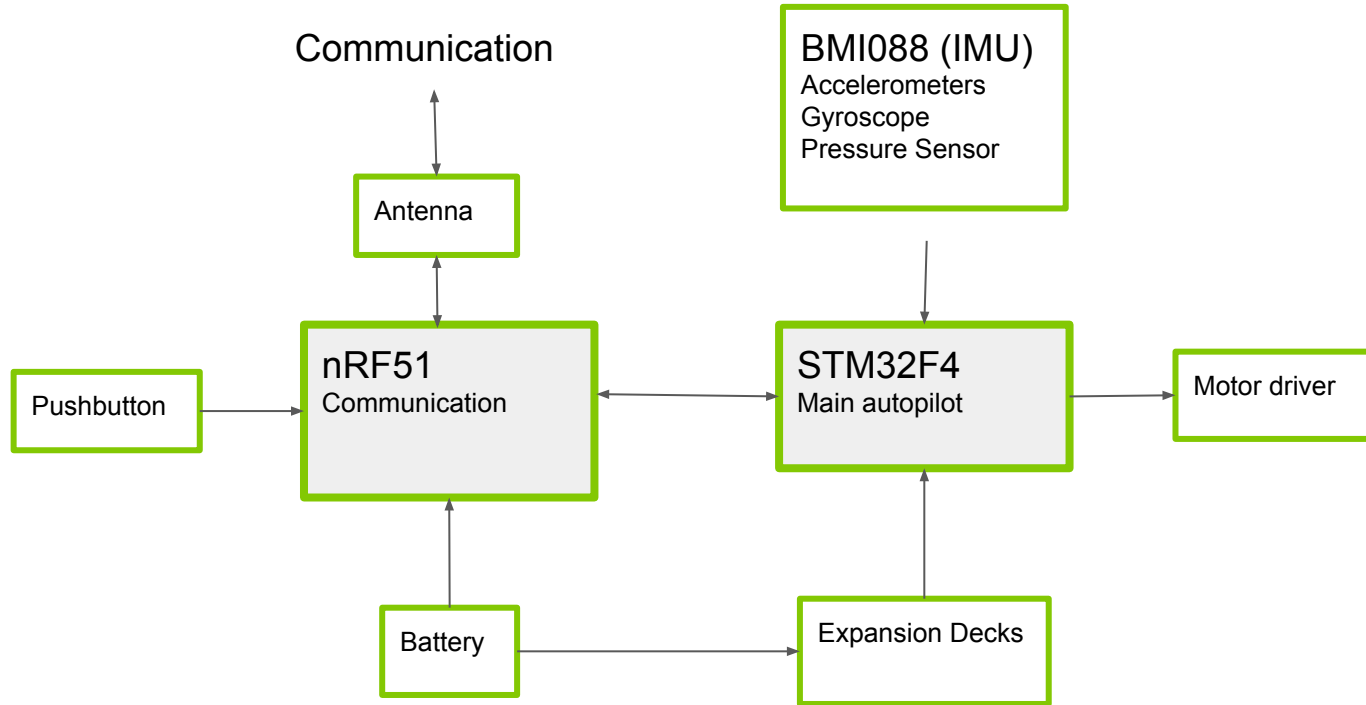 Communication
BMI088 (IMU)
Accelerometers
Gyroscope
Pressure Sensor
Antenna
nRF51
Communication
STM32F4
Main autopilot
Pushbutton
Motor driver
Battery
Expansion Decks